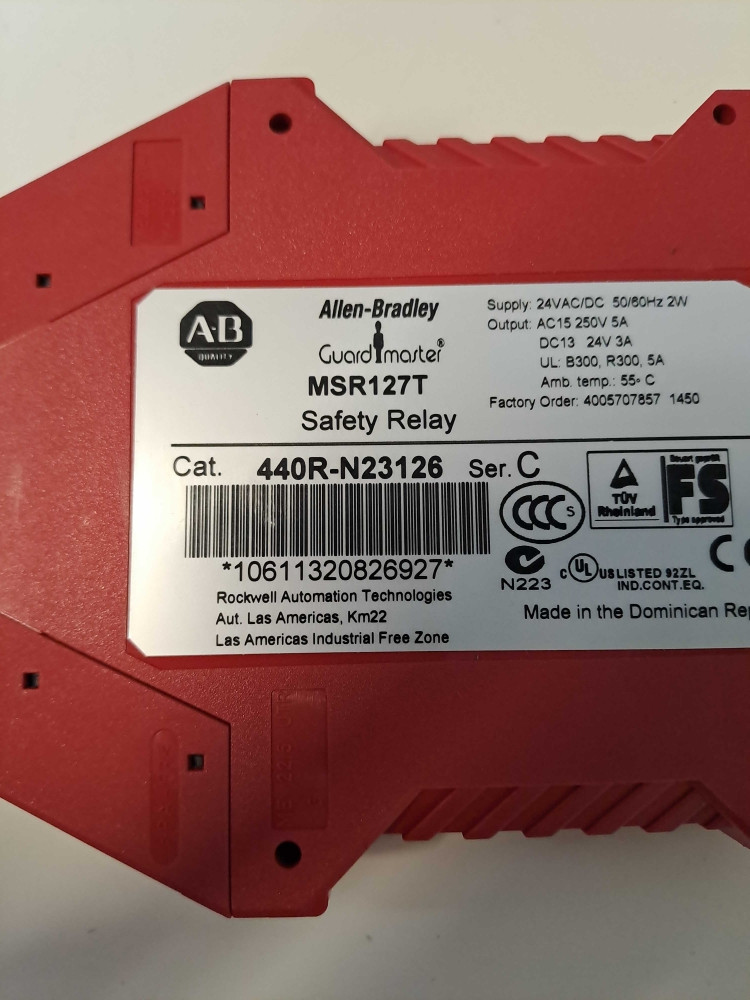 A-B
QUALITY
Allen-Bradley
Guardmaster®
MSR127T
Safety Relay
Supply: 24VAC/DC 50/60Hz 2W
Output: AC15 250V 5A
DC13 24V 3A
UL: B300, R300, 5A
Amb. temp.: 55° C
Factory Order: 4005707857 1450
Cat. 440R-N23126 Ser. C
*10611320826927*
Rockwell Automation Technologies
Aut. Las Americas, Km22
Las Americas Industrial Free Zone
CCC S
TÜV
Rheinland
FS
Type approved
N223
c UL US LISTED 92ZL
IND.CONT.EQ.
CE
Made in the Dominican Rep